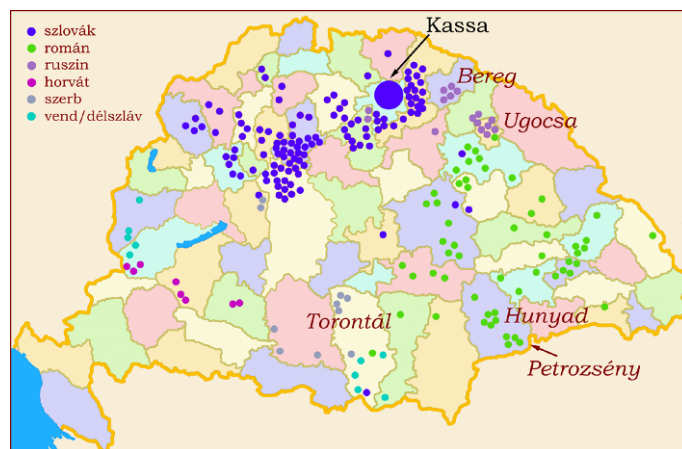 szlovák
román
ruszin
horvát
szerb
vend/délszláv
Kassa
Bereg
Ugocsa
Torontál
Hunyad
Petrozsény